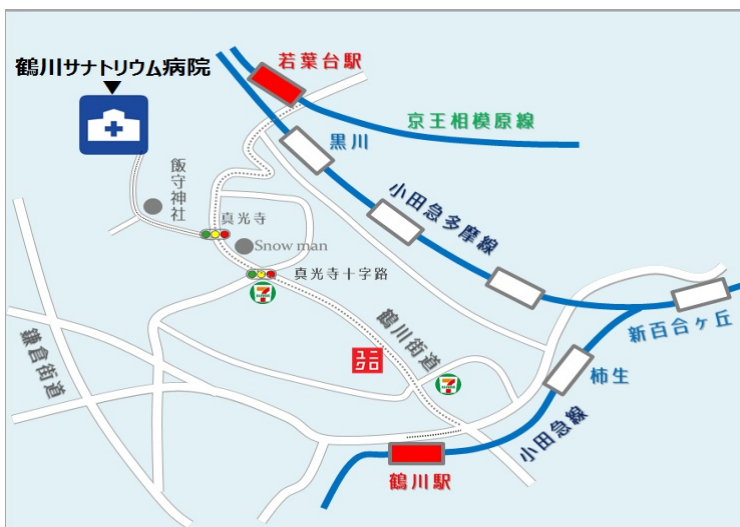 鶴川サナトリウム病院
若葉台駅
京王相模原線
黒川
小田急多摩線
飯守神社
真光寺
Snow man
真光寺十字路
新百合ヶ丘
鎌倉街道
鶴川街道
柿生
小田急線
鶴川駅